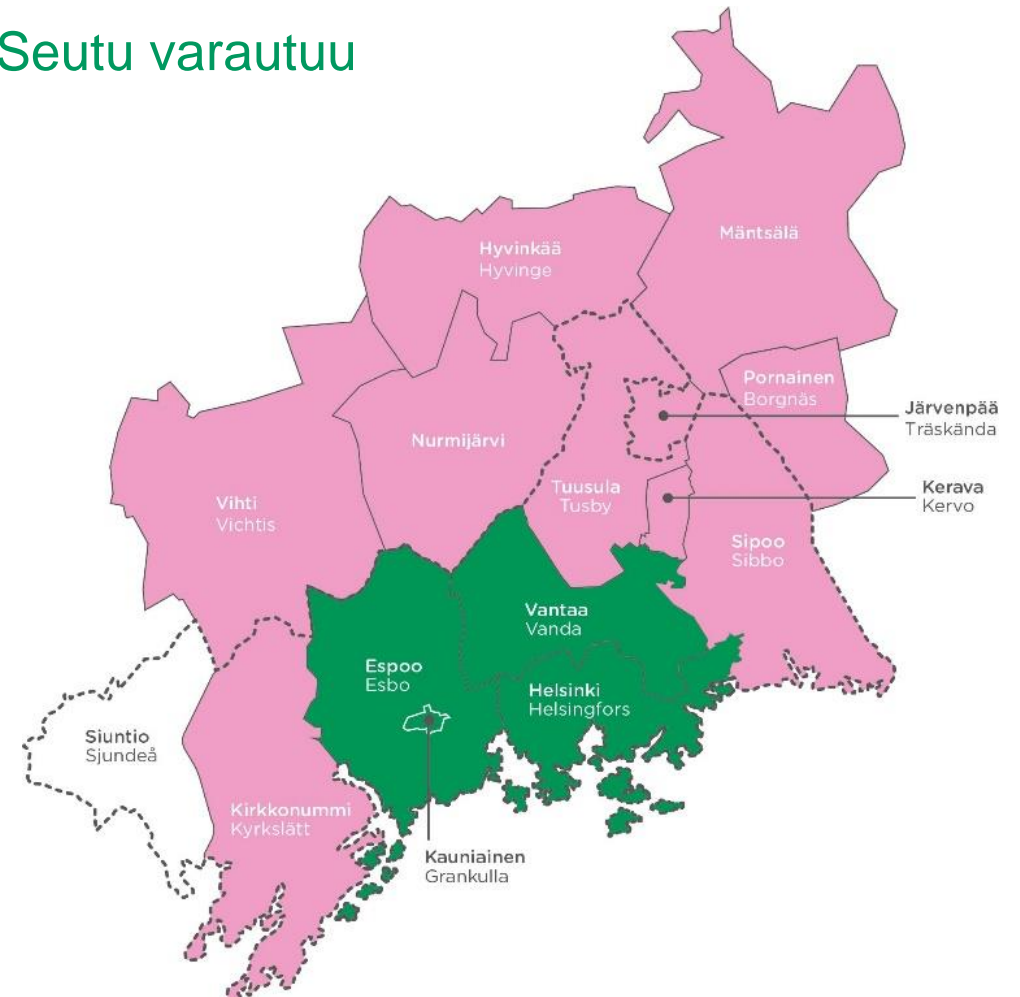 Seutu varautuu
Mäntsälä
Hyvinkää
Hyvinge
Pornainen
Borgnäs
Järvenpää
Träskända
Nurmijärvi
Tuusula
Tusby
Kerava
Kervo
Vihti
Vichtis
Sipoo
Sibbo
Vantaa
Vanda
Espoo
Esbo
Helsinki
Helsingfors
Siuntio
Sjundeå
Kirkkonummi
Kyrkslätt
Kauniainen
Grankulla